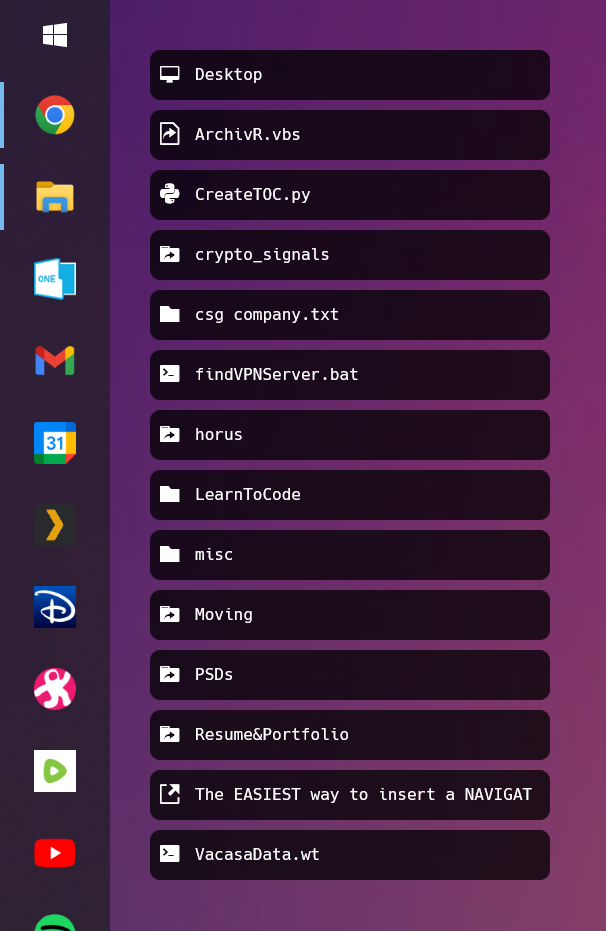 Desktop
ArchivR.vbs
CreateTOC.py
crypto_signals
ONE
csg company.txt
findVPNServer.bat
horus
31
LearnToCode
misc
Moving
PSDs
Resume&Portfolio
The EASIEST way to insert a NAVIGAT
VacasaData.wt